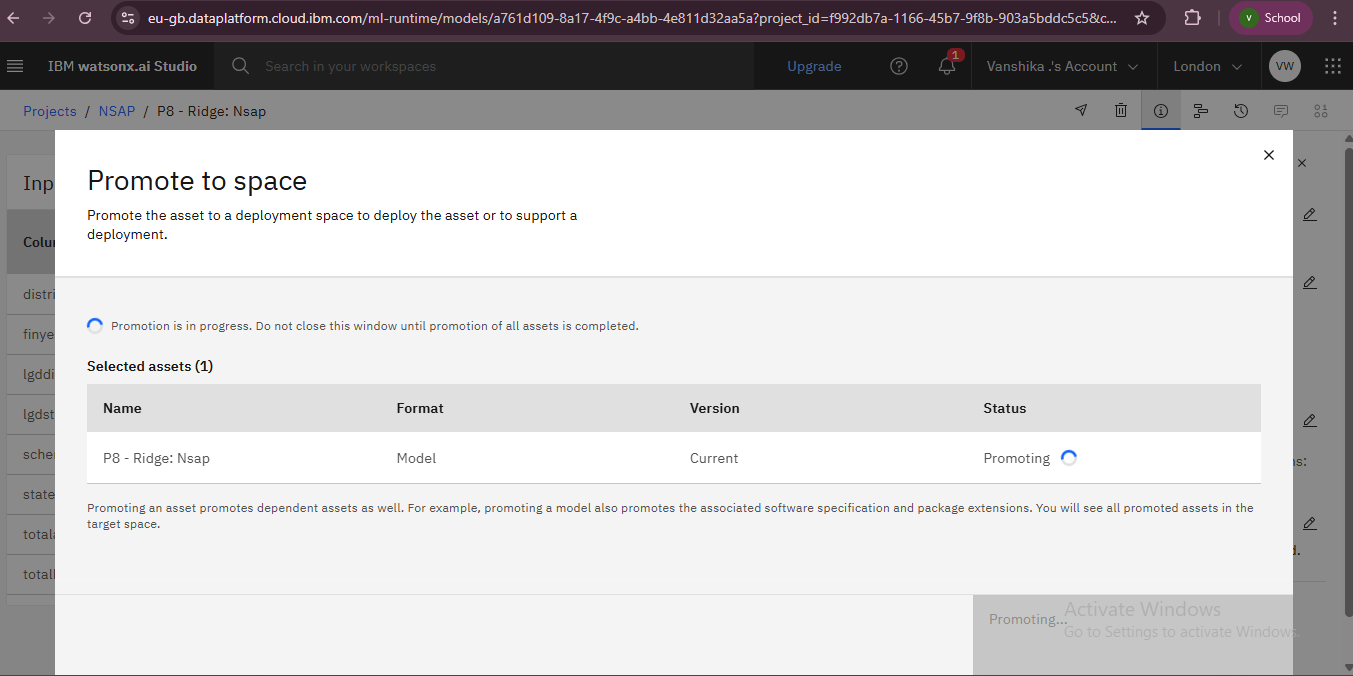 eu-gb.dataplatform.cloud.ibm.com/ml-runtime/models/a761d109-8a17-4f9c-a4bb-4e811d32aa5a?project_id=f992db7a-1166-45b7-9f8b-903a5bddc5c5&c...
v School
IBM watsonx.ai Studio
Search in your workspaces
Upgrade
1
Vanshika .'s Account
London
VW
Projects / NSAP / P8 - Ridge: Nsap
Promote to space
Inp
Promote the asset to a deployment space to deploy the asset or to support a
deployment.
Colu
distri
finye
lgddi
lgdst
schem
state
totala
totall
Promotion is in progress. Do not close this window until promotion of all assets is completed.
Selected assets (1)
Name Format Version Status
P8 - Ridge: Nsap Model Current Promoting
Promoting an asset promotes dependent assets as well. For example, promoting a model also promotes the associated software specification and package extensions. You will see all promoted assets in the
target space.
Promoting...
Activate Windows
Go to Settings to activate Windows.